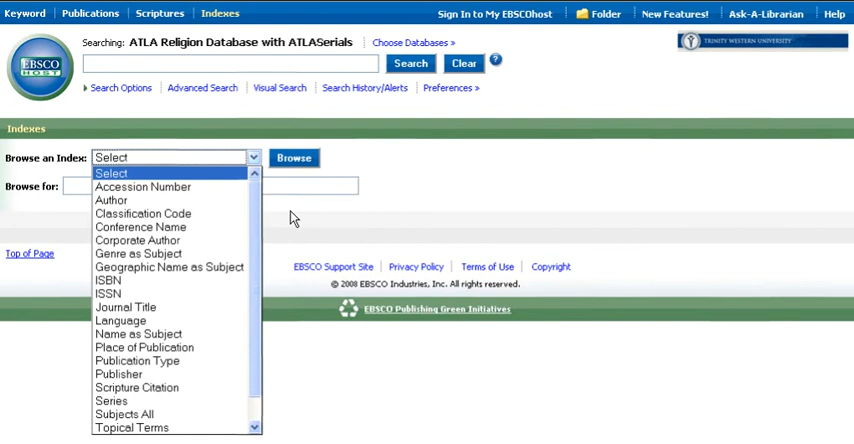 Keyword Publications Scriptures Indexes Sign In to My EBSCOhost Folder New Features! Ask-A-Librarian Help
Searching: ATLA Religion Database with ATLASerials Choose Databases »
TRINITY WESTERN UNIVERSITY
EBSCO
HOST
Search Clear ?
Search Options Advanced Search Visual Search Search History/Alerts Preferences »
Indexes
Browse an Index: Select Browse
Browse for:
Select
Accession Number
Author
Classification Code
Conference Name
Corporate Author
Genre as Subject
Geographic Name as Subject
ISBN
ISSN
Journal Title
Language
Name as Subject
Place of Publication
Publication Type
Publisher
Scripture Citation
Series
Subjects All
Topical Terms
Top of Page
EBSCO Support Site Privacy Policy Terms of Use Copyright
© 2008 EBSCO Industries, Inc. All rights reserved.
EBSCO Publishing Green Initiatives